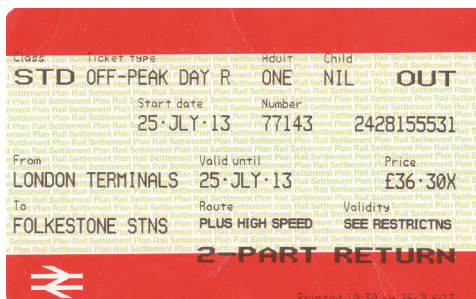 Class Ticket type Adult Child
STD OFF-PEAK DAY R ONE NIL OUT
Start date Number
25·JLY·13 77143 2428155531
From Valid until Price
LONDON TERMINALS 25·JLY·13 £36·30X
To Route Validity
FOLKESTONE STNS PLUS HIGH SPEED SEE RESTRICTNS
2-PART RETURN
Printed